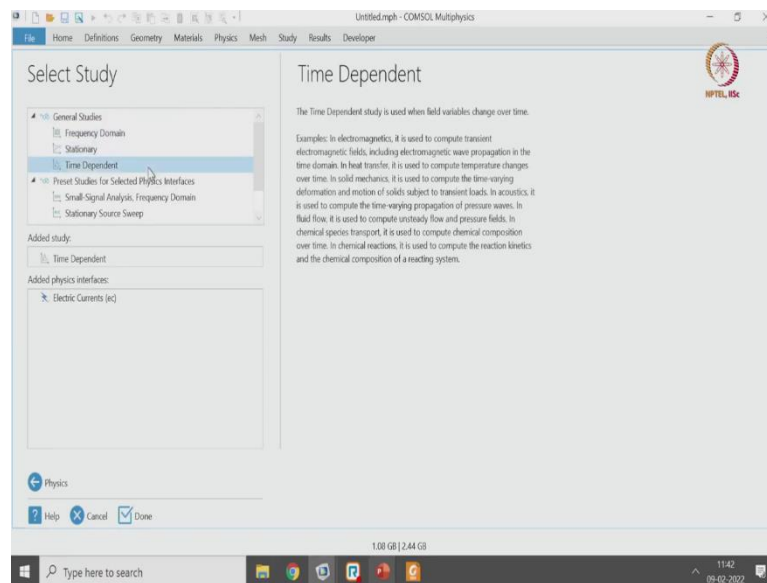 Untitled.mph - COMSOL Multiphysics
File Home Definitions Geometry Materials Physics Mesh Study Results Developer
Select Study
General Studies
Frequency Domain
Stationary
Time Dependent
Preset Studies for Selected Physics Interfaces
Small-Signal Analysis, Frequency Domain
Stationary Source Sweep
Added study:
Time Dependent
Added physics interfaces:
Electric Currents (ec)
Physics
Help Cancel Done
Time Dependent
The Time Dependent study is used when field variables change over time.
Examples: In electromagnetics, it is used to compute transient
electromagnetic fields, including electromagnetic wave propagation in the
time domain. In heat transfer, it is used to compute temperature changes
over time. In solid mechanics, it is used to compute the time-varying
deformation and motion of solids subject to transient loads. In acoustics, it
is used to compute the time-varying propagation of pressure waves. In
fluid flow, it is used to compute unsteady flow and pressure fields. In
chemical species transport, it is used to compute chemical composition
over time. In chemical reactions, it is used to compute the reaction kinetics
and the chemical composition of a reacting system.
NPTEL, IISc
1.08 GB | 2.44 GB
Type here to search
11:42
09-02-2022